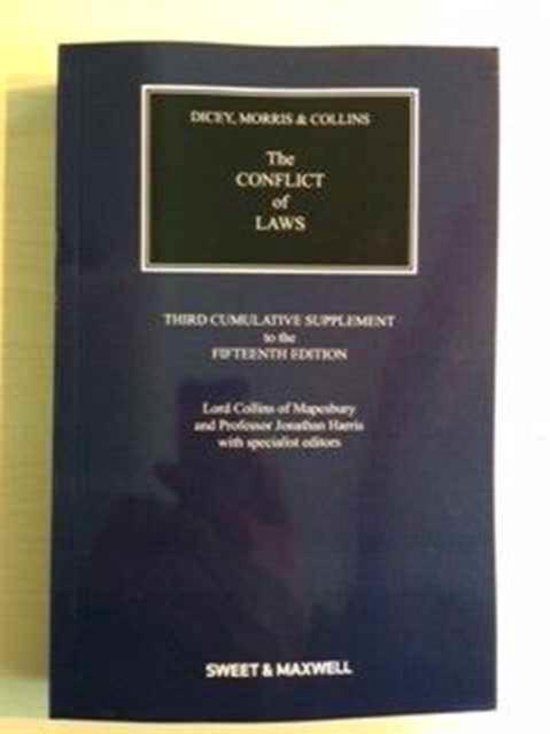 DICEY, MORRIS & COLLINS
The
CONFLICT
of
LAWS
THIRD CUMULATIVE SUPPLEMENT
to the
FIFTEENTH EDITION
Lord Collins of Mapesbury
and Professor Jonathan Harris
with specialist editors
SWEET & MAXWELL